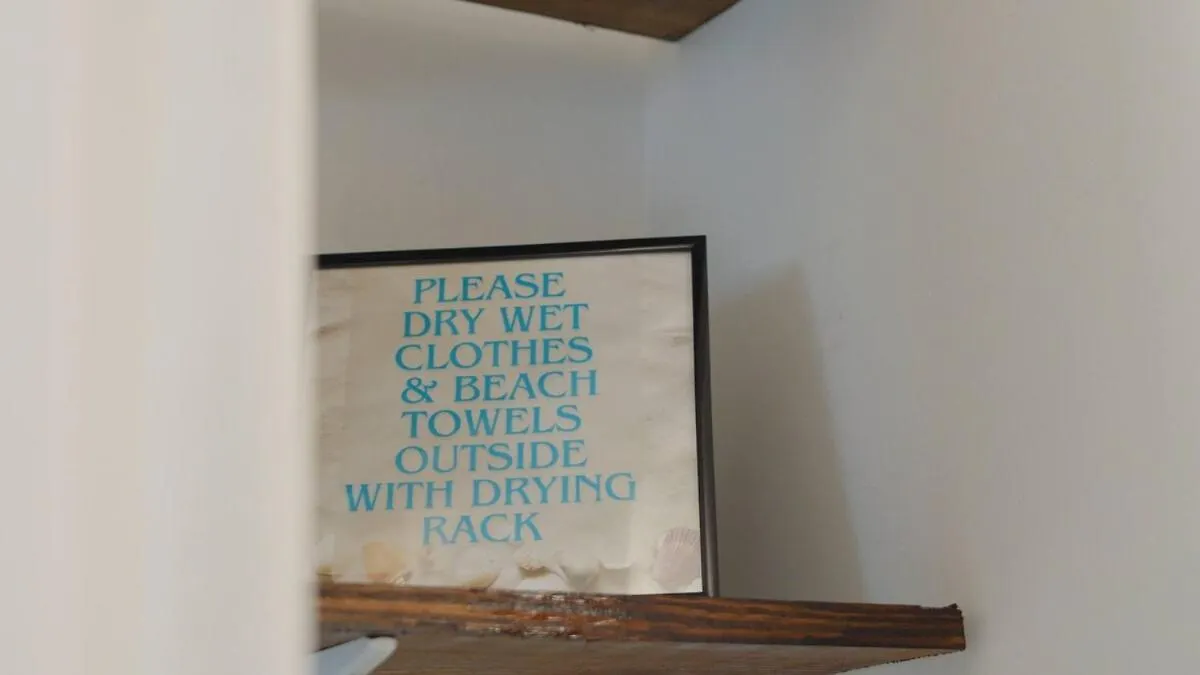 PLEASE
DRY WET
CLOTHES
& BEACH
TOWELS
OUTSIDE
WITH DRYING
RACK